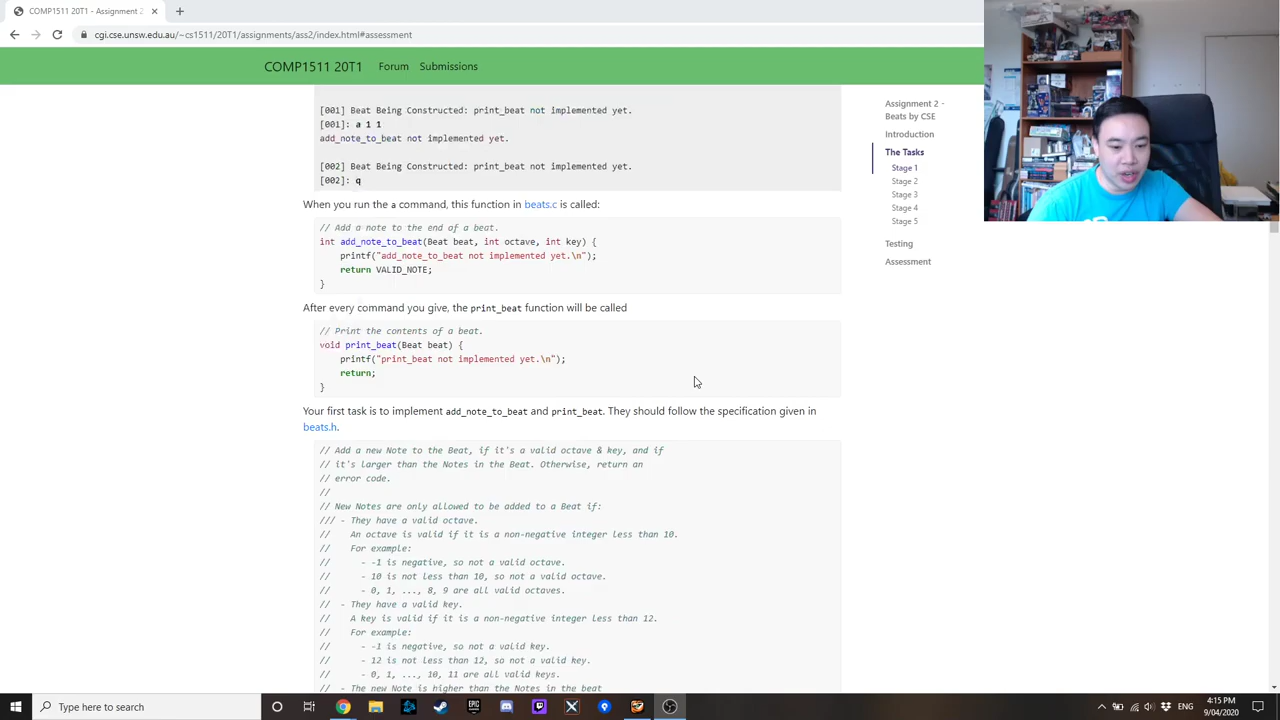 COMP1511 20T1 - Assignment 2
cgi.cse.unsw.edu.au/~cs1511/20T1/assignments/ass2/index.html#assessment
COMP1511 20T1 Forum Submissions
[001] Beat Being Constructed: print_beat not implemented yet.
[001]: a 1 1
add_note_to_beat not implemented yet.
[002] Beat Being Constructed: print_beat not implemented yet.
[002]: q
When you run the a command, this function in beats.c is called:
// Add a note to the end of a beat.
int add_note_to_beat(Beat beat, int octave, int key) {
printf("add_note_to_beat not implemented yet.\n");
return VALID_NOTE;
}
After every command you give, the print_beat function will be called
// Print the contents of a beat.
void print_beat(Beat beat) {
printf("print_beat not implemented yet.\n");
return;
}
Your first task is to implement add_note_to_beat and print_beat. They should follow the specification given in
beats.h.
// Add a new Note to the Beat, if it's a valid octave & key, and if
// it's larger than the Notes in the Beat. Otherwise, return an
// error code.
//
// New Notes are only allowed to be added to a Beat if:
/// - They have a valid octave.
// An octave is valid if it is a non-negative integer less than 10.
// For example:
// - -1 is negative, so not a valid octave.
// - 10 is not less than 10, so not a valid octave.
// - 0, 1, ..., 8, 9 are all valid octaves.
// - They have a valid key.
// A key is valid if it is a non-negative integer less than 12.
// For example:
// - -1 is negative, so not a valid key.
// - 12 is not less than 12, so not a valid key.
// - 0, 1, ..., 10, 11 are all valid keys.
// - The new Note is higher than the Notes in the beat
Assignment 2 -
Beats by CSE
Introduction
The Tasks
Stage 1
Stage 2
Stage 3
Stage 4
Stage 5
Testing
Assessment
Type here to search
EPIC
ENG
4:15 PM
9/04/2020